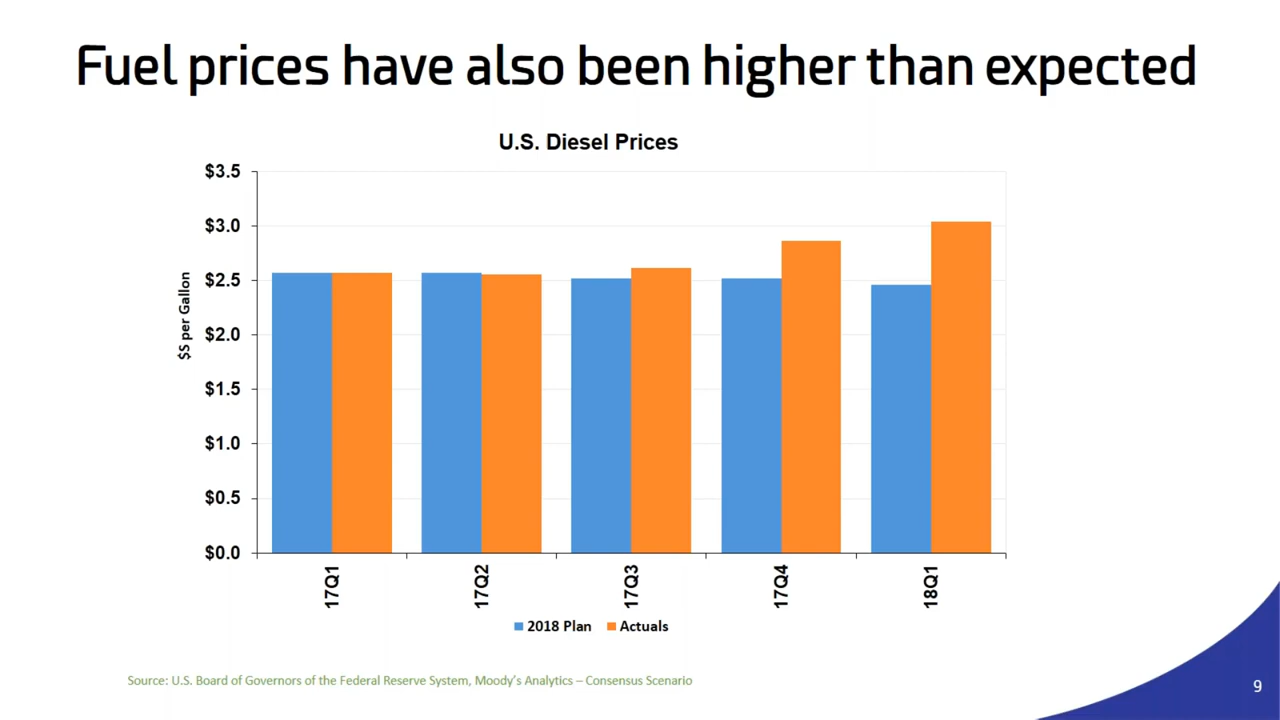 Fuel prices have also been higher than expected
U.S. Diesel Prices
$3.5
$3.0
$2.5
$2.0
$1.5
$1.0
$0.5
$0.0
$$ per Gallon
17Q1
17Q2
17Q3
17Q4
18Q1
2018 Plan Actuals
Source: U.S. Board of Governors of the Federal Reserve System, Moody's Analytics – Consensus Scenario
9